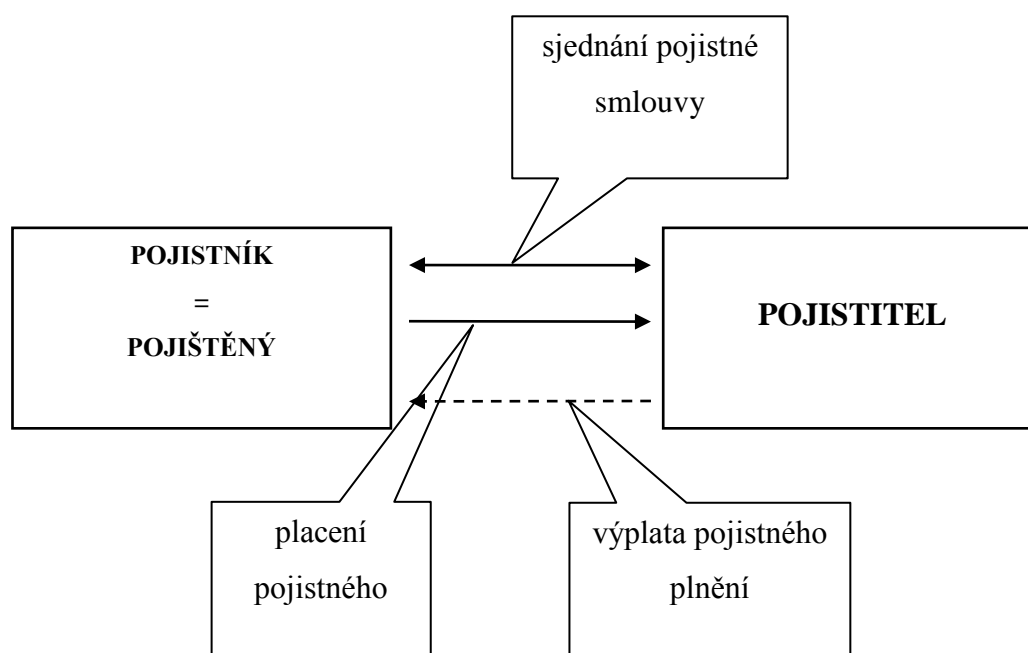 sjednání pojistné
smlouvy
POJISTNÍK
=
POJIŠTĚNÝ
POJISTITEL
placení
pojistného
výplata pojistného
plnění